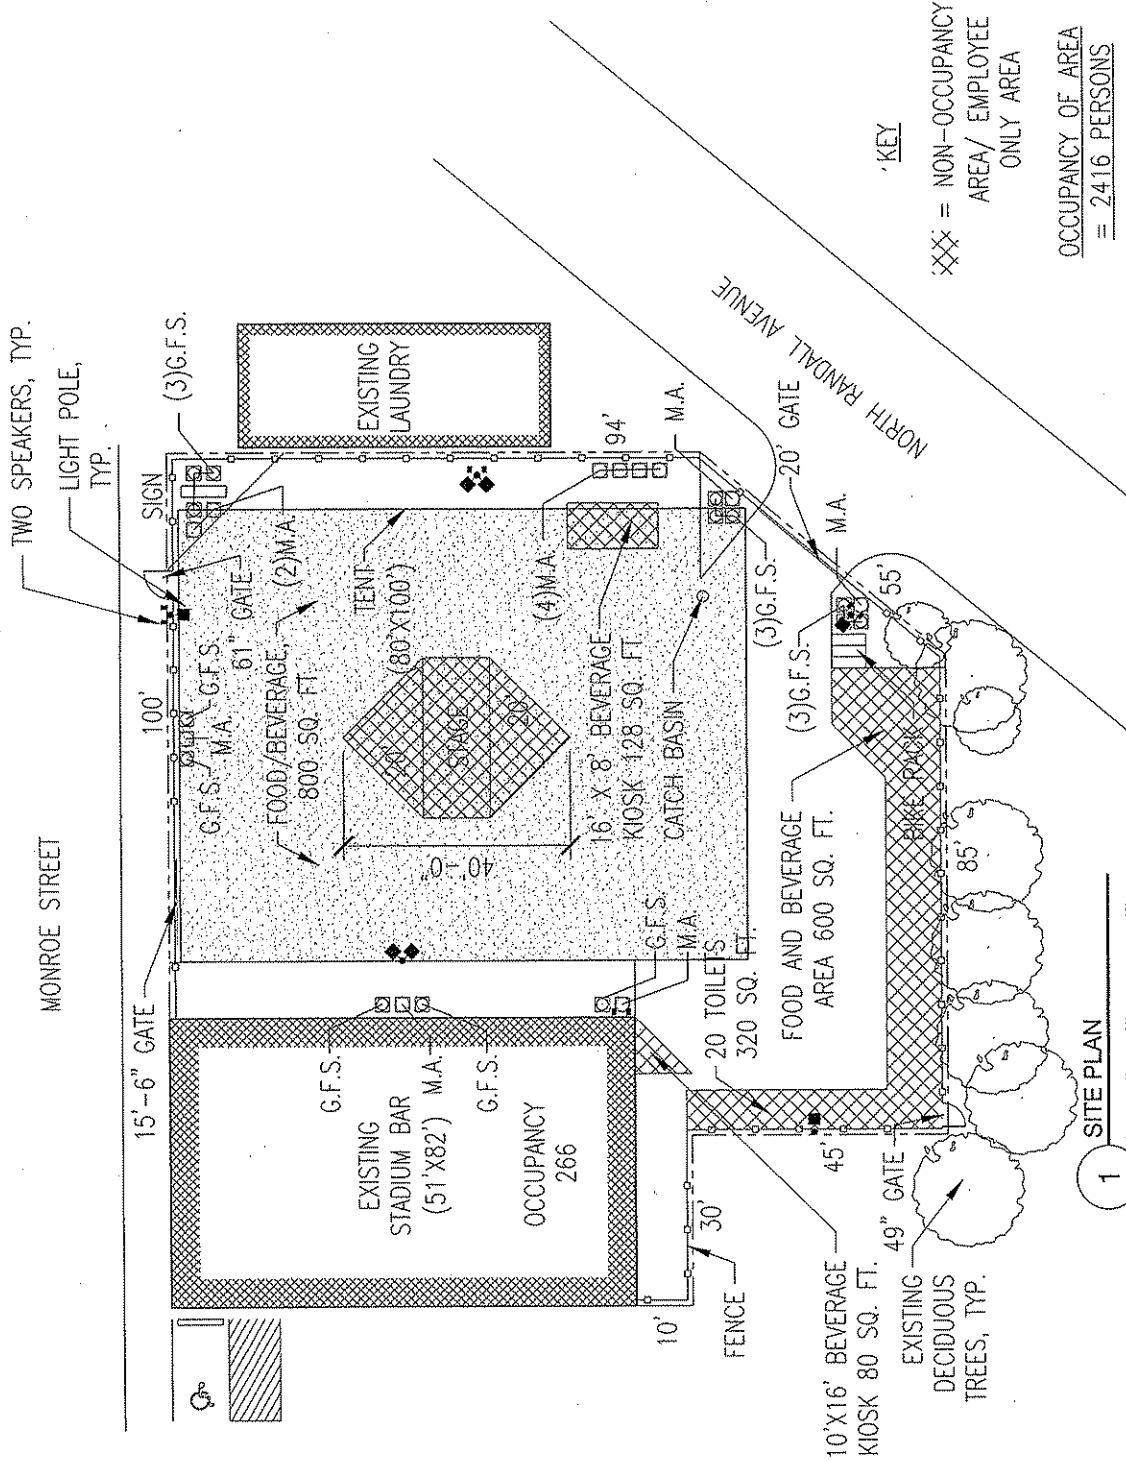 TWO SPEAKERS, TYP.
LIGHT POLE,
TYP.
(3)G.F.S.
SIGN
MONROE STREET
15'-6" GATE
100'
G.F.S.
M.A.
G.F.S.
61" GATE
(2)M.A.
FOOD/BEVERAGE,
800 SQ. FT.
TENT
(80'X100')
EXISTING
LAUNDRY
94'
(4)M.A.
M.A.
20' GATE
NORTH RANDALL AVENUE
20'
STAGE
20'
40'-0"
16' X 8' BEVERAGE
KIOSK 128 SQ. FT.
CATCH BASIN
(3)G.F.S.
M.A.
(3)G.F.S.
55'
G.F.S.
M.A.
G.F.S.
EXISTING
STADIUM BAR
(51'X82')
OCCUPANCY
266
G.F.S.
M.A.
20 TOILETS
320 SQ. FT.
FOOD AND BEVERAGE
AREA 600 SQ. FT.
BIKE PACK
85'
10'
30'
FENCE
45'
49" GATE
10'X16' BEVERAGE
KIOSK 80 SQ. FT.
EXISTING
DECIDUOUS
TREES, TYP.
1
SITE PLAN
KEY
= NON-OCCUPANCY
AREA/ EMPLOYEE
ONLY AREA
OCCUPANCY OF AREA
= 2416 PERSONS